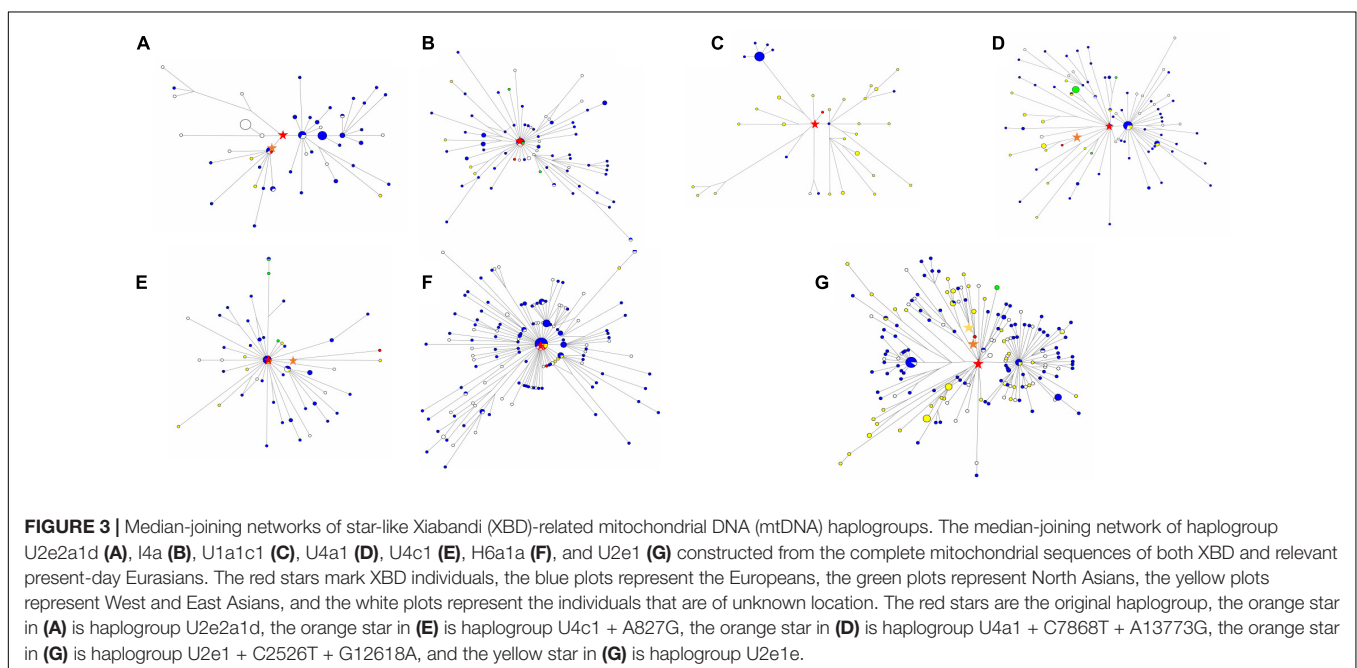 A
B
C
D
E
F
G
FIGURE 3 | Median-joining networks of star-like Xiabandi (XBD)-related mitochondrial DNA (mtDNA) haplogroups. The median-joining network of haplogroup
U2e2a1d (A), I4a (B), U1a1c1 (C), U4a1 (D), U4c1 (E), H6a1a (F), and U2e1 (G) constructed from the complete mitochondrial sequences of both XBD and relevant
present-day Eurasians. The red stars mark XBD individuals, the blue plots represent the Europeans, the green plots represent North Asians, the yellow plots
represent West and East Asians, and the white plots represent the individuals that are of unknown location. The red stars are the original haplogroup, the orange star
in (A) is haplogroup U2e2a1d, the orange star in (E) is haplogroup U4c1 + A827G, the orange star in (D) is haplogroup U4a1 + C7868T + A13773G, the orange star
in (G) is haplogroup U2e1 + C2526T + G12618A, and the yellow star in (G) is haplogroup U2e1e.